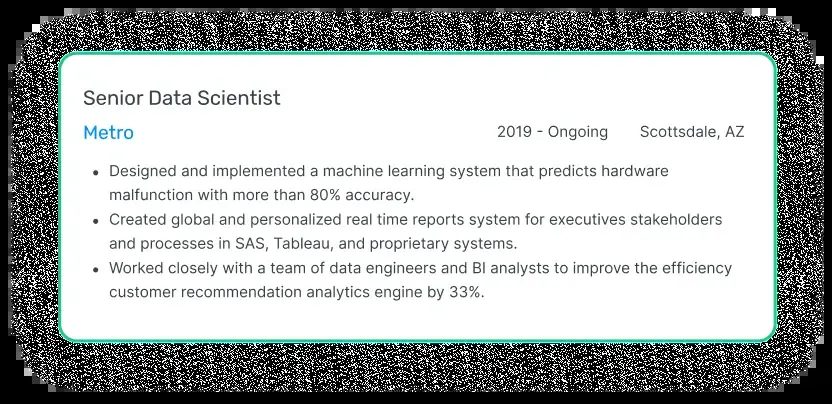 Senior Data Scientist
Metro 2019 - Ongoing Scottsdale, AZ
• Designed and implemented a machine learning system that predicts hardware
malfunction with more than 80% accuracy.
• Created global and personalized real time reports system for executives stakeholders
and processes in SAS, Tableau, and proprietary systems.
• Worked closely with a team of data engineers and BI analysts to improve the efficiency
customer recommendation analytics engine by 33%.